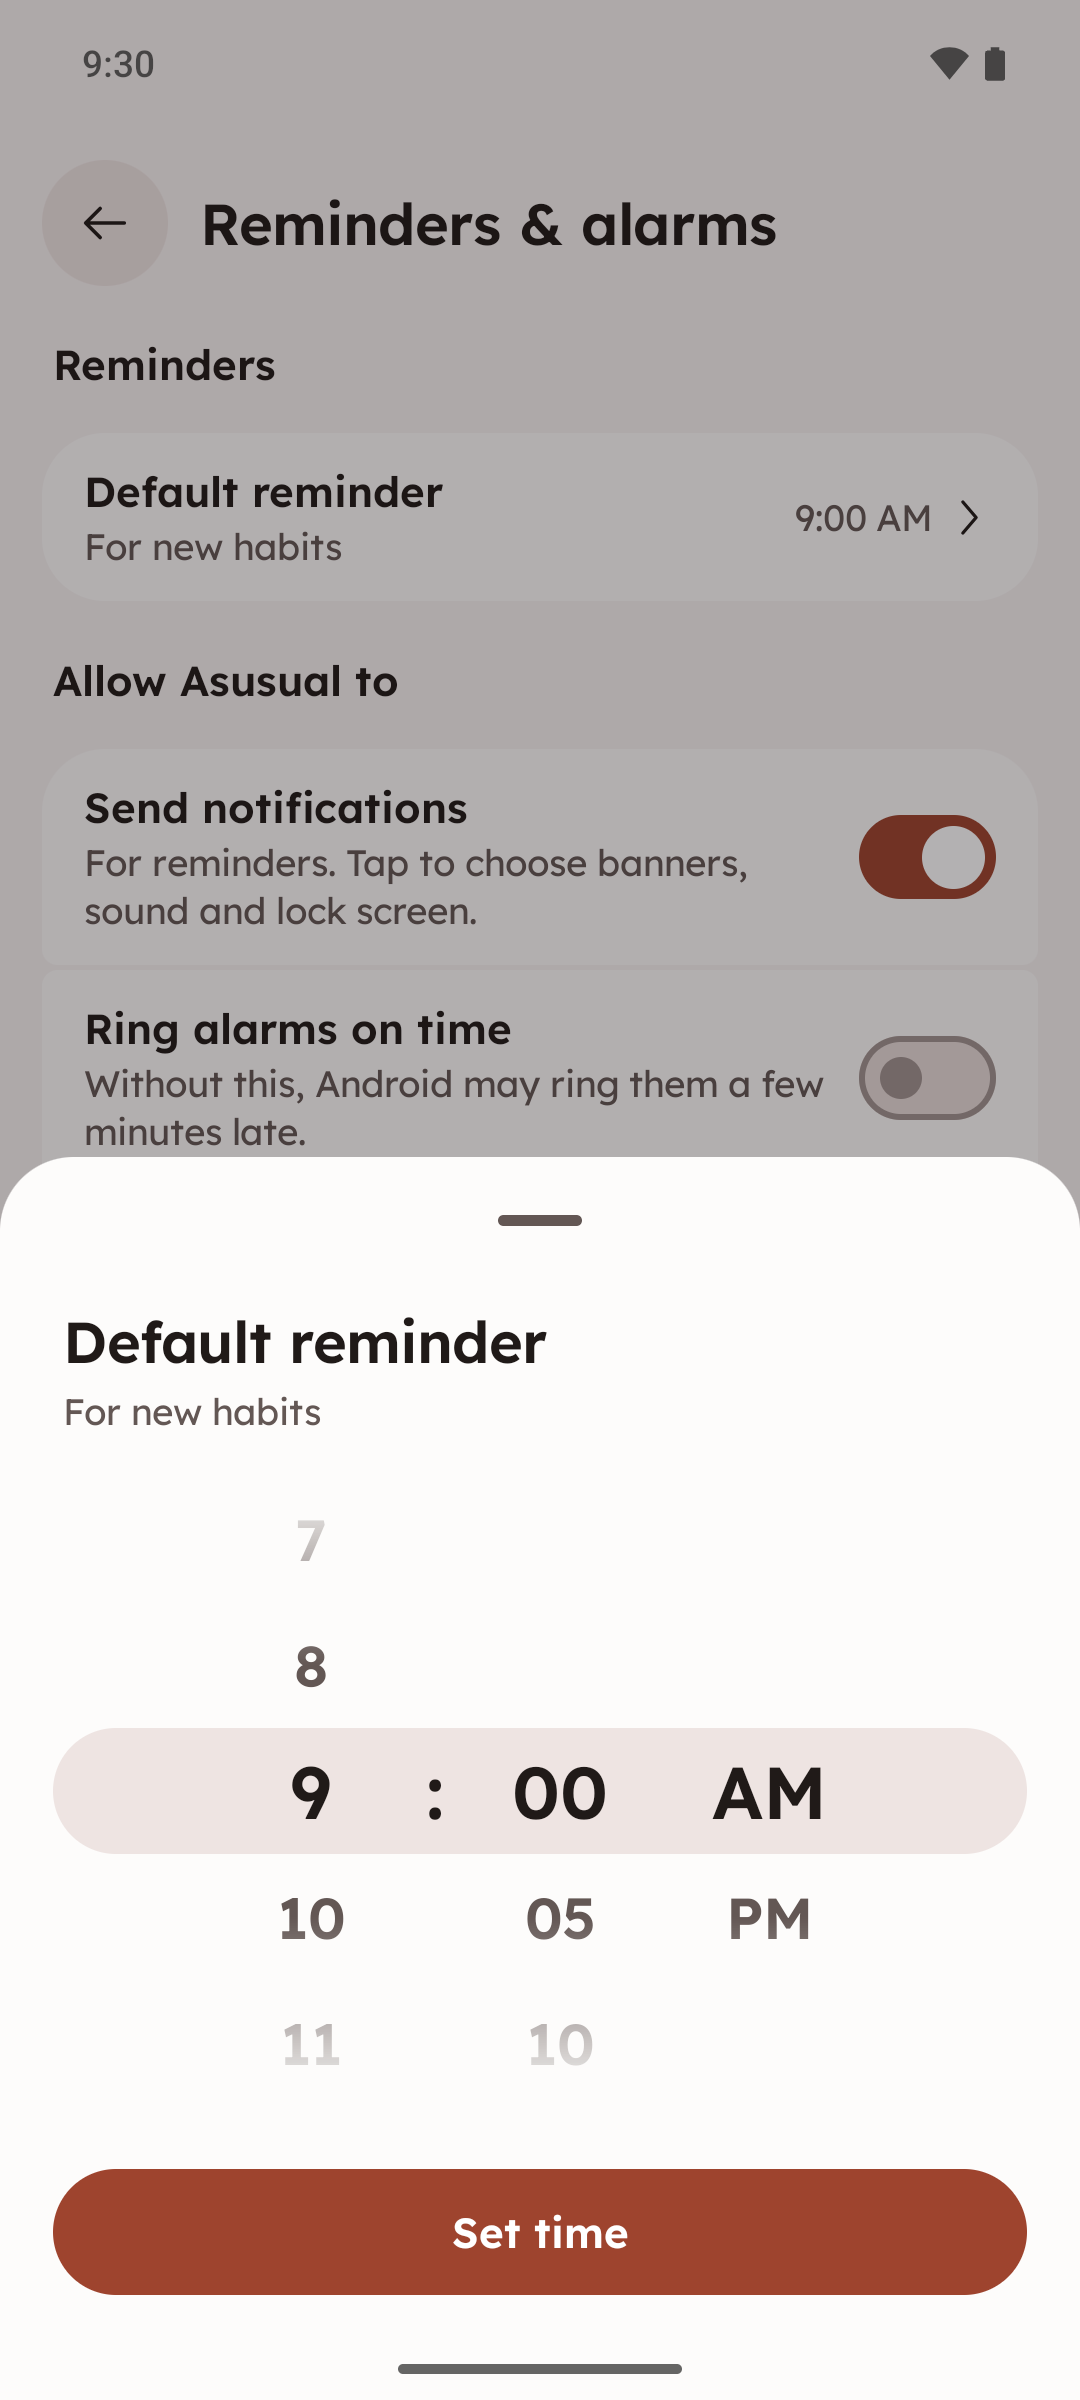 9:30
Reminders & alarms
Reminders
Default reminder
For new habits
9:00 AM
Allow Asusual to
Send notifications
For reminders. Tap to choose banners,
sound and lock screen.
Ring alarms on time
Without this, Android may ring them a few
minutes late.
Default reminder
For new habits
7
8
9 : 00 AM
10 05 PM
11 10
Set time